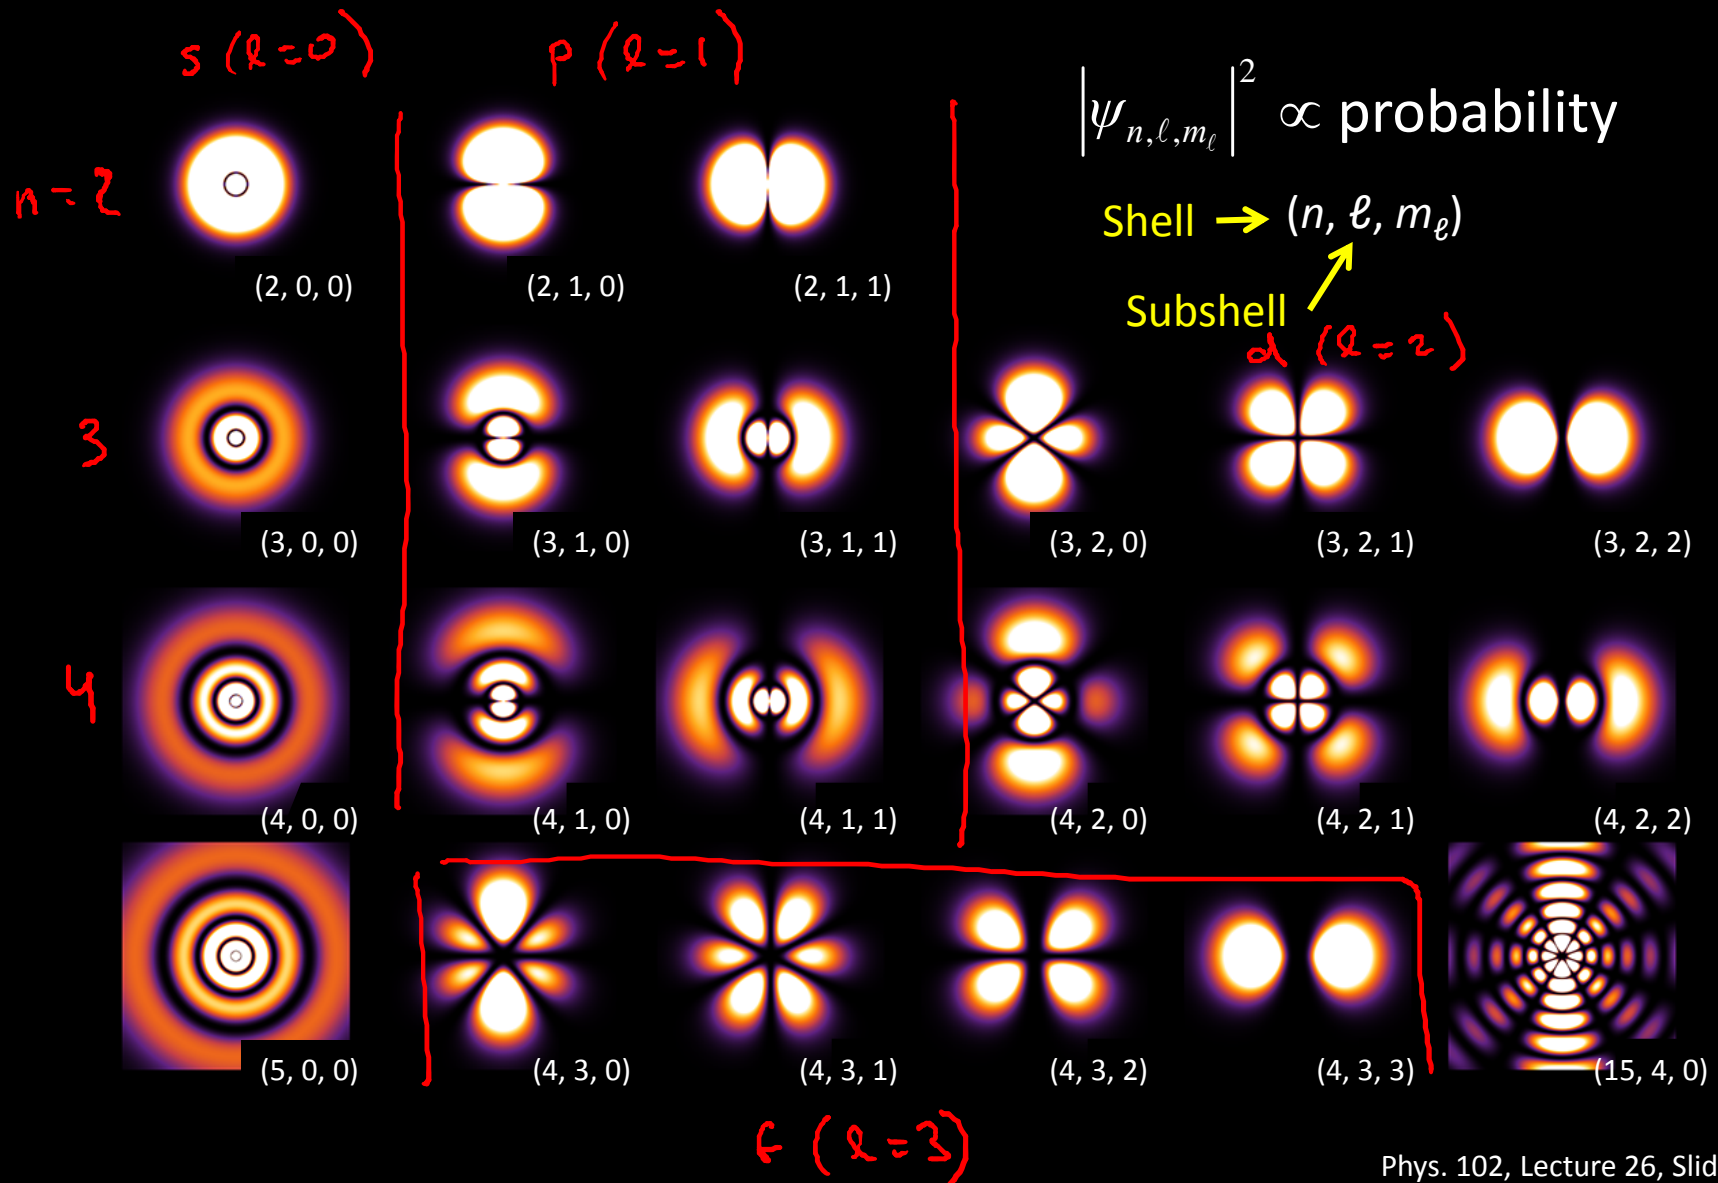 s (ℓ=0)
p (ℓ=1)
|ψn,ℓ,mℓ|² ∝ probability
n=2
Shell → (n, ℓ, mℓ)
Subshell
(2, 0, 0)
(2, 1, 0)
(2, 1, 1)
d (ℓ=2)
3
(3, 0, 0)
(3, 1, 0)
(3, 1, 1)
(3, 2, 0)
(3, 2, 1)
(3, 2, 2)
4
(4, 0, 0)
(4, 1, 0)
(4, 1, 1)
(4, 2, 0)
(4, 2, 1)
(4, 2, 2)
(5, 0, 0)
(4, 3, 0)
(4, 3, 1)
(4, 3, 2)
(4, 3, 3)
(15, 4, 0)
f (ℓ=3)
Phys. 102, Lecture 26, Slid